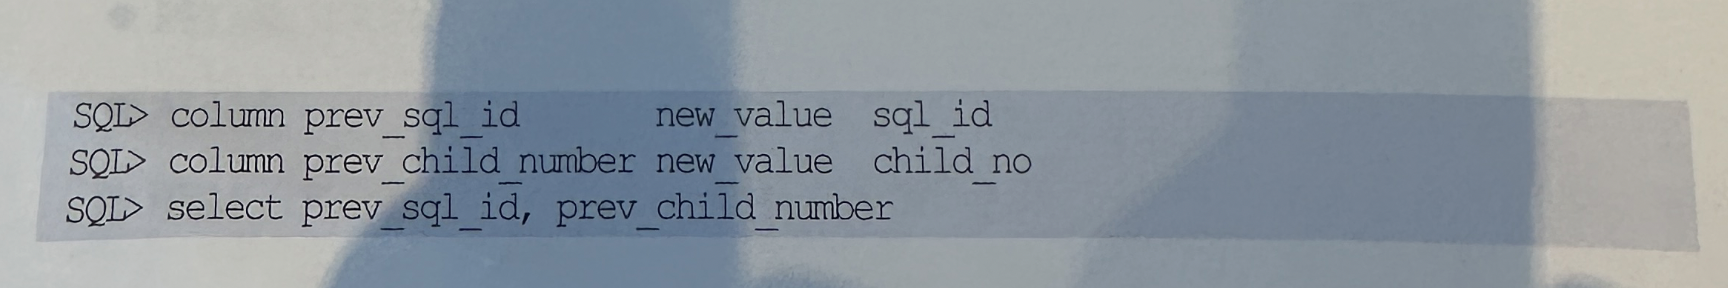 SQL> column prev_sql_id       new_value  sql_id
SQL> column prev_child_number new_value  child_no
SQL> select prev_sql_id, prev_child_number